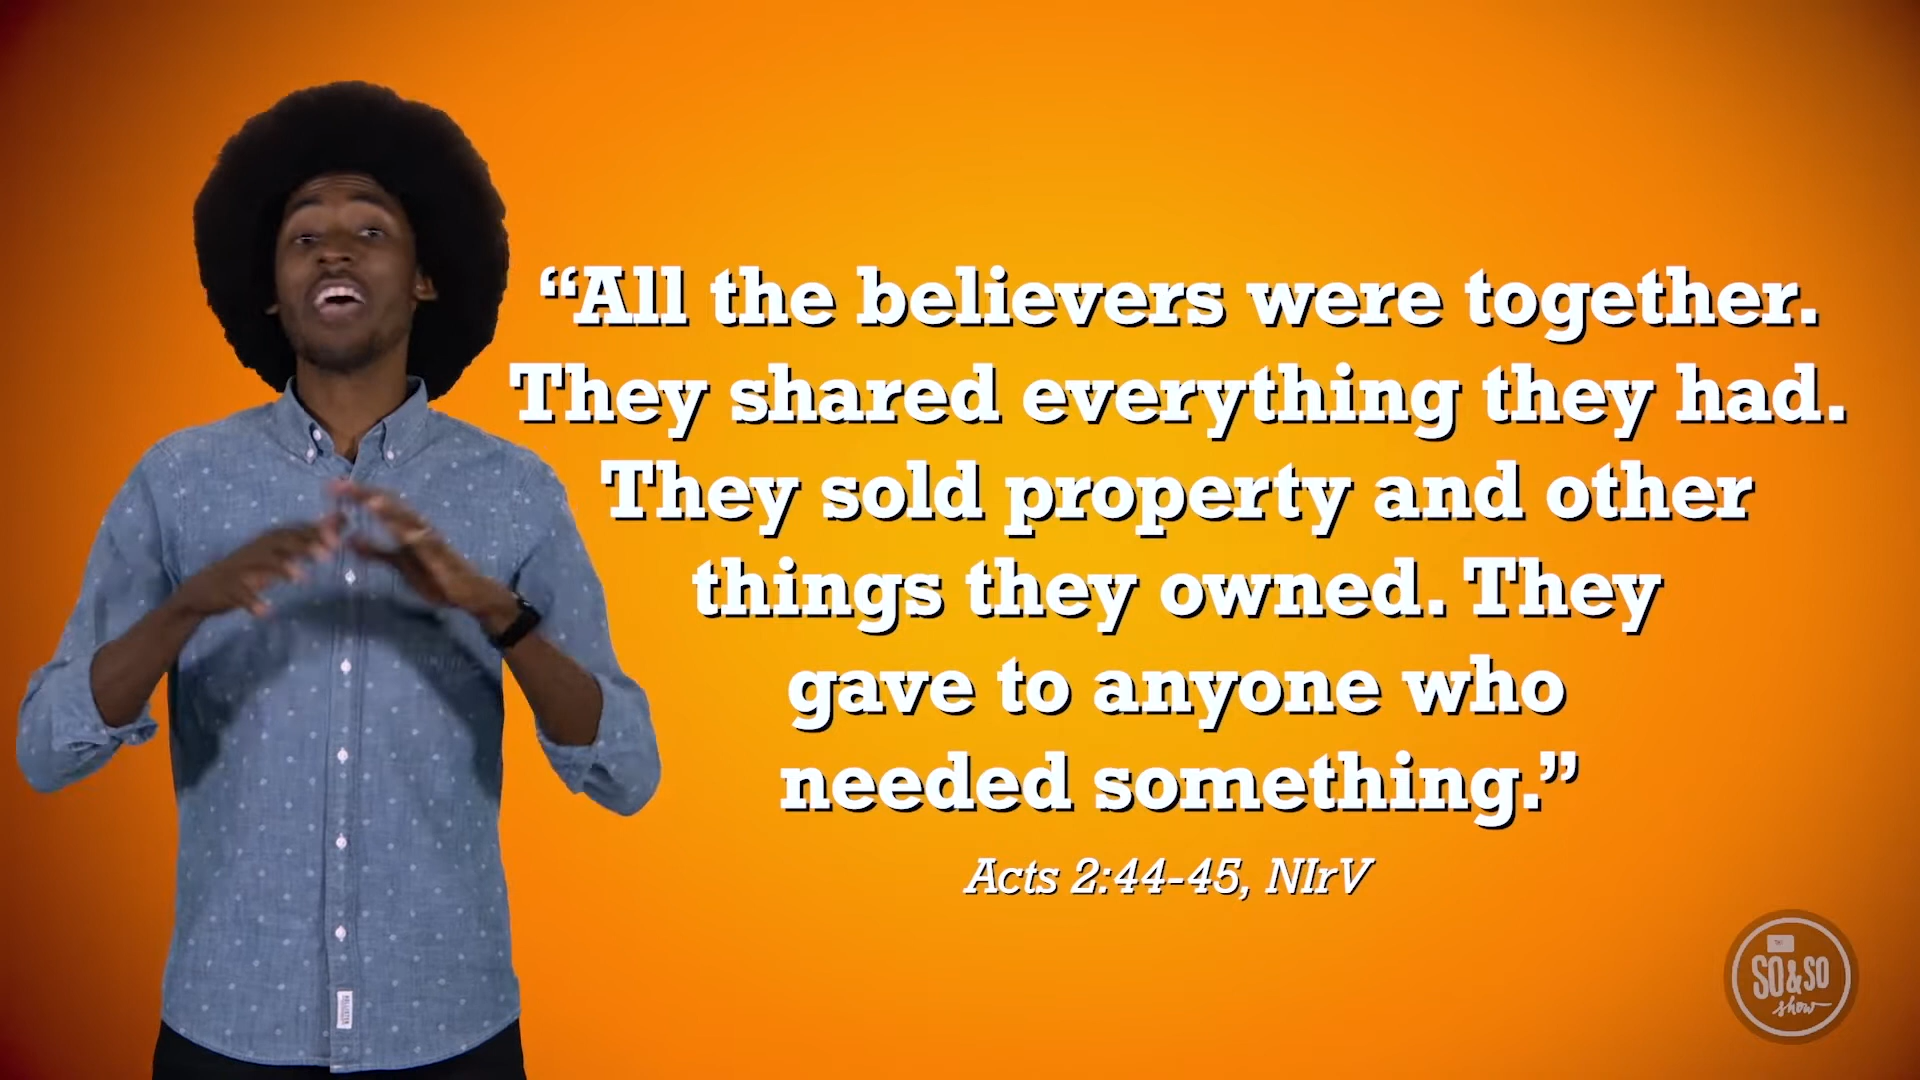 “All the believers were together.
They shared everything they had.
They sold property and other
things they owned. They
gave to anyone who
needed something.”
Acts 2:44-45, NIrV
SO & SO
show